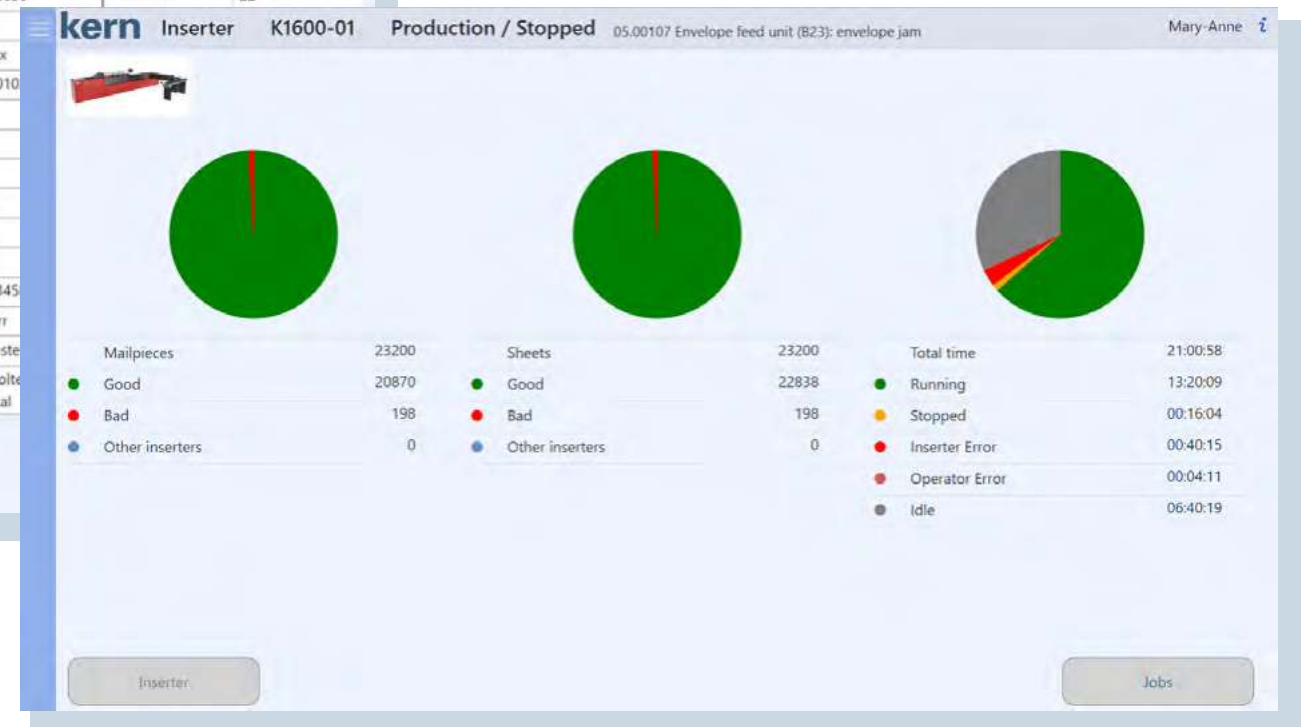 kern Inserter K1600-01 Production / Stopped 05.00107 Envelope feed unit (B23): envelope jam Mary-Anne i
Mailpieces 23200
Good 20870
Bad 198
Other inserters 0
Sheets 23200
Good 22838
Bad 198
Other inserters 0
Total time 21:00:58
Running 13:20:09
Stopped 00:16:04
Inserter Error 00:40:15
Operator Error 00:04:11
Idle 06:40:19
Inserter
Jobs